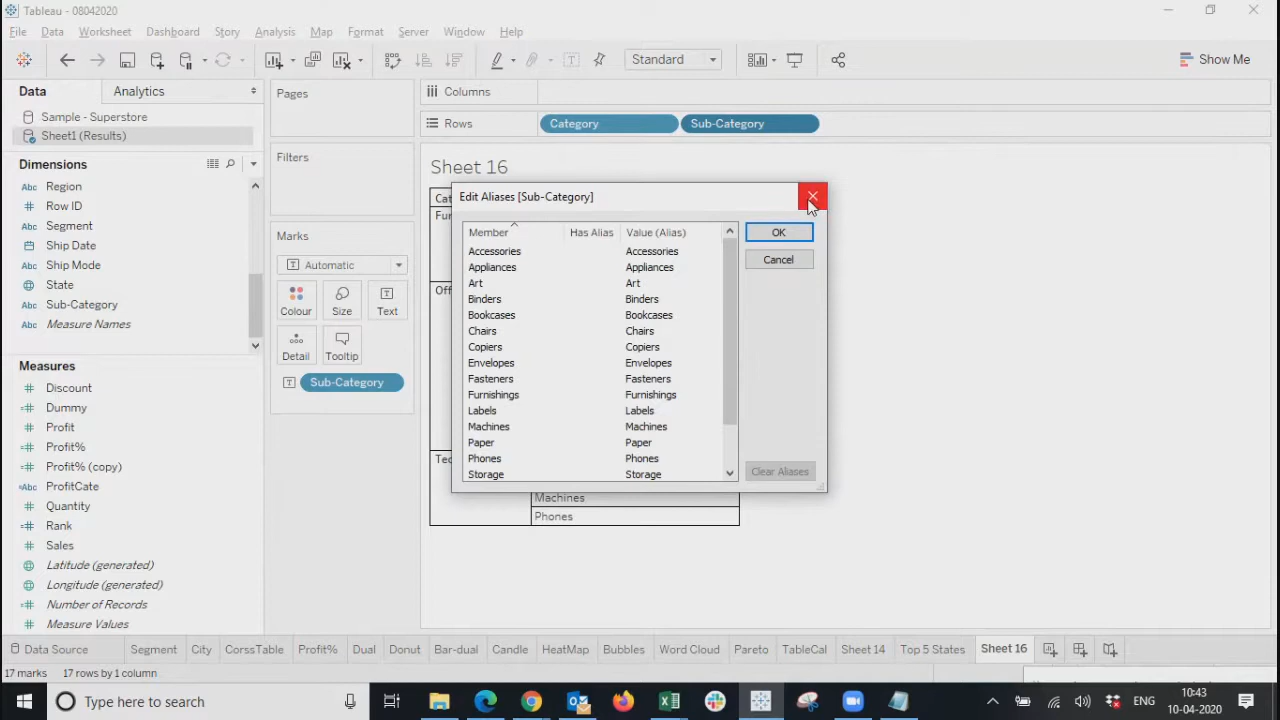 Tableau - 08042020
File Data Worksheet Dashboard Story Analysis Map Format Server Window Help
Standard
Show Me
Data
Analytics
Pages
Columns
Sample - Superstore
Sheet1 (Results)
Rows
Category
Sub-Category
Dimensions
Filters
Sheet 16
Region
Row ID
Segment
Ship Date
Ship Mode
State
Sub-Category
Measure Names
Marks
Automatic
Colour
Size
Text
Detail
Tooltip
Sub-Category
Edit Aliases [Sub-Category]
Member Has Alias Value (Alias)
Accessories Accessories
Appliances Appliances
Art Art
Binders Binders
Bookcases Bookcases
Chairs Chairs
Copiers Copiers
Envelopes Envelopes
Fasteners Fasteners
Furnishings Furnishings
Labels Labels
Machines Machines
Paper Paper
Phones Phones
Storage Storage
OK
Cancel
Clear Aliases
Cat
Fur
Off
Tec
Machines
Phones
Measures
Discount
Dummy
Profit
Profit%
Profit% (copy)
ProfitCate
Quantity
Rank
Sales
Latitude (generated)
Longitude (generated)
Number of Records
Measure Values
Data Source Segment City CorssTable Profit% Dual Donut Bar-dual Candle HeatMap Bubbles Word Cloud Pareto TableCal Sheet 14 Top 5 States Sheet 16
17 marks 17 rows by 1 column
Type here to search
ENG
10:43
10-04-2020